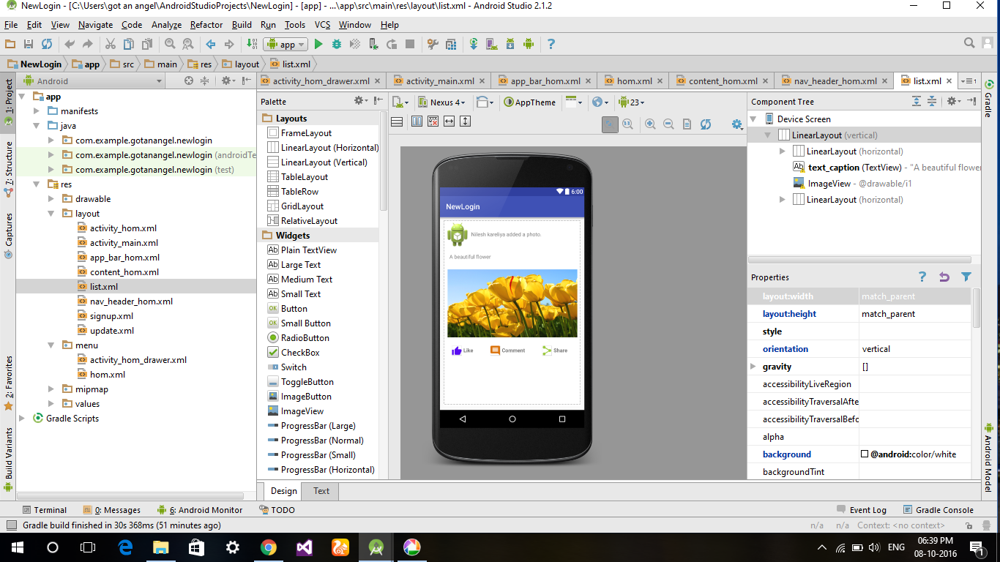 NewLogin - [C:\Users\got an angel\AndroidStudioProjects\NewLogin] - [app] - ...\app\src\main\res\layout\list.xml - Android Studio 2.1.2
File Edit View Navigate Code Analyze Refactor Build Run Tools VCS Window Help
app
NewLogin app src main res layout list.xml
Android
activity_hom_drawer.xml activity_main.xml app_bar_hom.xml hom.xml content_hom.xml nav_header_hom.xml list.xml
1: Project
7: Structure
Captures
2: Favorites
Build Variants
app
manifests
java
com.example.gotanangel.newlogin
com.example.gotanangel.newlogin (androidTe
com.example.gotanangel.newlogin (test)
res
drawable
layout
activity_hom.xml
activity_main.xml
app_bar_hom.xml
content_hom.xml
list.xml
nav_header_hom.xml
signup.xml
update.xml
menu
activity_hom_drawer.xml
hom.xml
mipmap
values
Gradle Scripts
Palette
Layouts
FrameLayout
LinearLayout (Horizontal)
LinearLayout (Vertical)
TableLayout
TableRow
GridLayout
RelativeLayout
Widgets
Plain TextView
Large Text
Medium Text
Small Text
Button
Small Button
RadioButton
CheckBox
Switch
ToggleButton
ImageButton
ImageView
ProgressBar (Large)
ProgressBar (Normal)
ProgressBar (Small)
ProgressBar (Horizontal)
Nexus 4 AppTheme 23
6:00
NewLogin
Nilesh kareliya added a photo.
A beautiful flower
Like Comment Share
Design Text
Component Tree
Device Screen
LinearLayout (vertical)
LinearLayout (horizontal)
text_caption (TextView) - "A beautiful flower
ImageView - @drawable/i1
LinearLayout (horizontal)
Properties
layout:width match_parent
layout:height match_parent
style
orientation vertical
gravity []
accessibilityLiveRegion
accessibilityTraversalAfte
accessibilityTraversalBefo
alpha
background @android:color/white
backgroundTint
Gradle
Android Model
Terminal 0: Messages 6: Android Monitor TODO Event Log Gradle Console
Gradle build finished in 30s 368ms (51 minutes ago) n/a n/a Context: <no context>
ENG 06:39 PM
08-10-2016
1